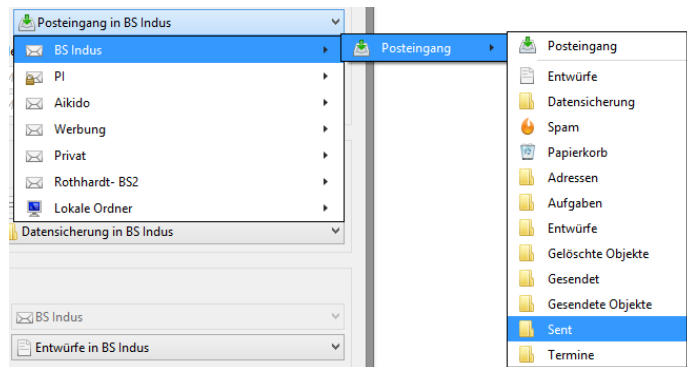 Posteingang in BS Indus
BS Indus
PI
Aikido
Werbung
Privat
Rothhardt- BS2
Lokale Ordner
Datensicherung in BS Indus
BS Indus
Entwürfe in BS Indus
Posteingang
Posteingang
Entwürfe
Datensicherung
Spam
Papierkorb
Adressen
Aufgaben
Entwürfe
Gelöschte Objekte
Gesendet
Gesendete Objekte
Sent
Termine